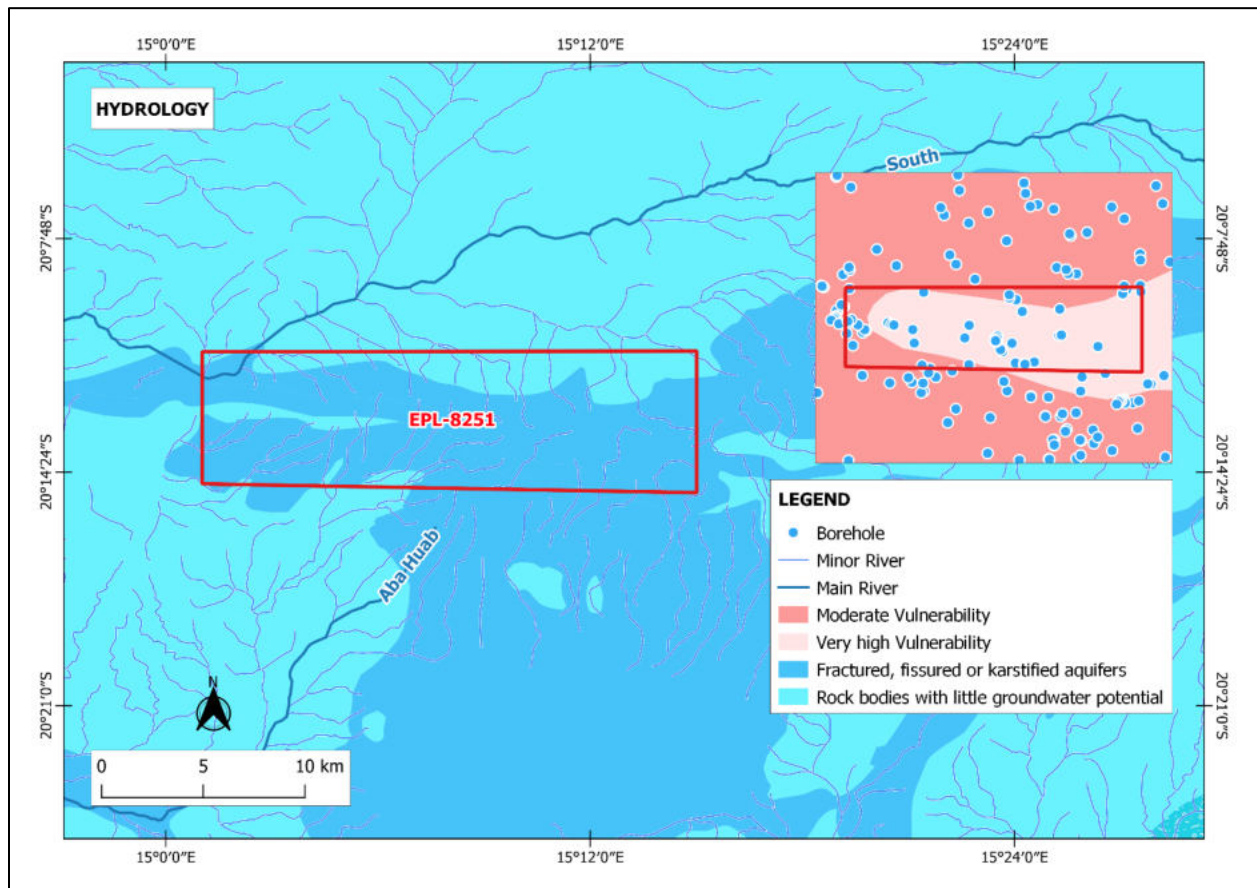 15°0'0"E 15°12'0"E 15°24'0"E
HYDROLOGY
South
20°7'48"S 20°7'48"S
EPL-8251
20°14'24"S 20°14'24"S
LEGEND
Borehole
Minor River
Main River
Moderate Vulnerability
Very high Vulnerability
Fractured, fissured or karstified aquifers
Rock bodies with little groundwater potential
Aba Huab
20°21'0"S 20°21'0"S
N
0 5 10 km
15°0'0"E 15°12'0"E 15°24'0"E